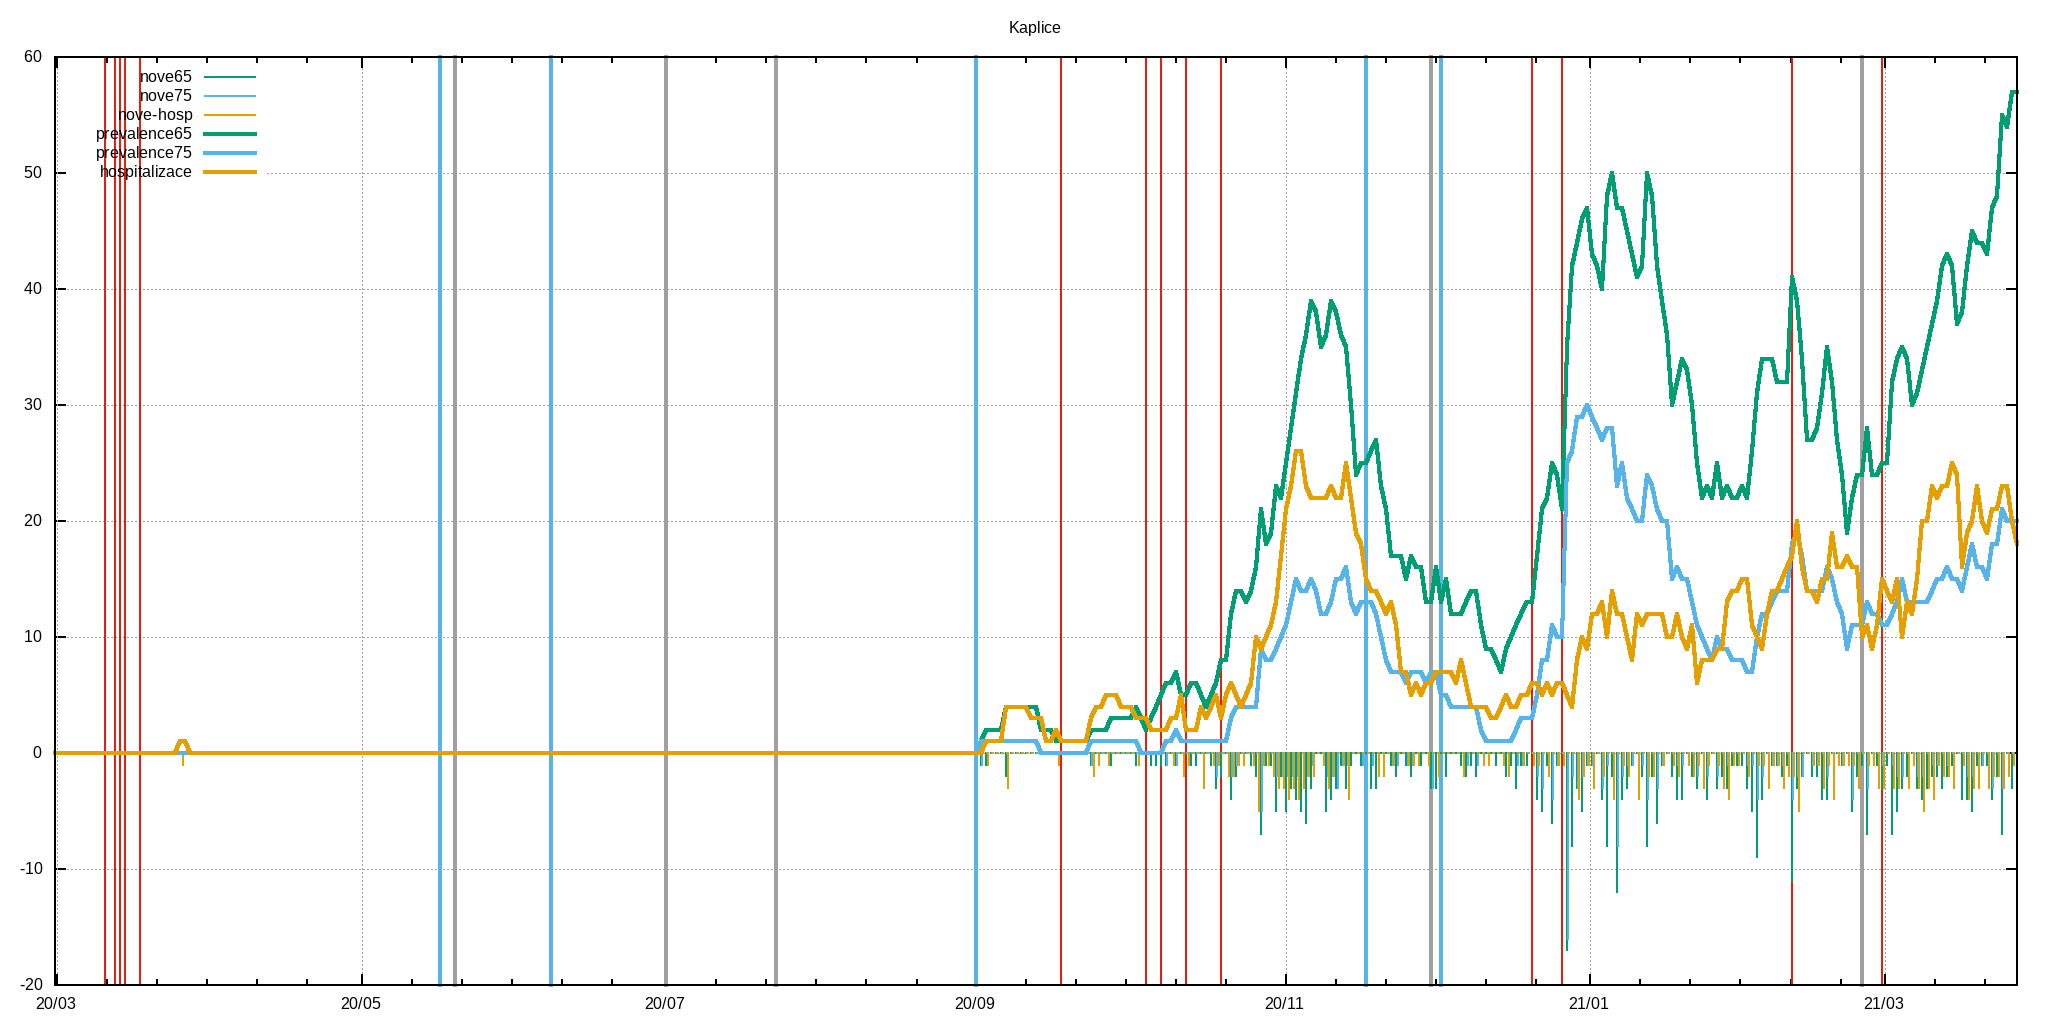 Kaplice
60
nove65
nove75
nove-hosp
prevalence65
prevalence75
hospitalizace
50
40
30
20
10
0
-10
-20
20/03 20/05 20/07 20/09 20/11 21/01 21/03